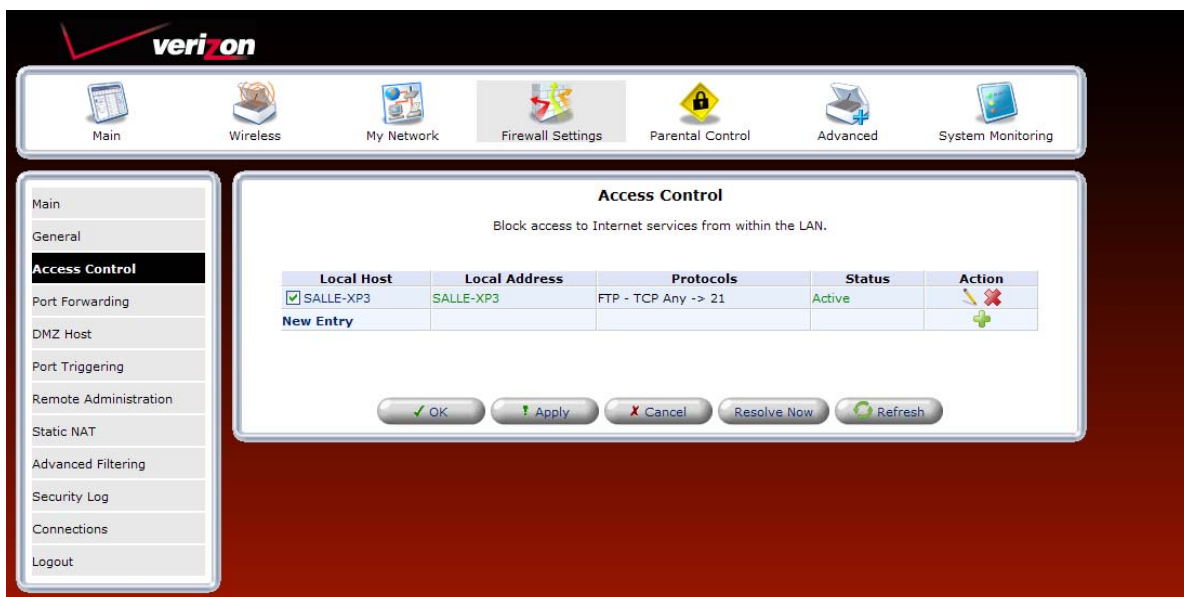 verizon
Main Wireless My Network Firewall Settings Parental Control Advanced System Monitoring
Main
General
Access Control
Port Forwarding
DMZ Host
Port Triggering
Remote Administration
Static NAT
Advanced Filtering
Security Log
Connections
Logout
Access Control
Block access to Internet services from within the LAN.
Local Host Local Address Protocols Status Action
SALLE-XP3 SALLE-XP3 FTP - TCP Any -> 21 Active
New Entry
OK Apply Cancel Resolve Now Refresh